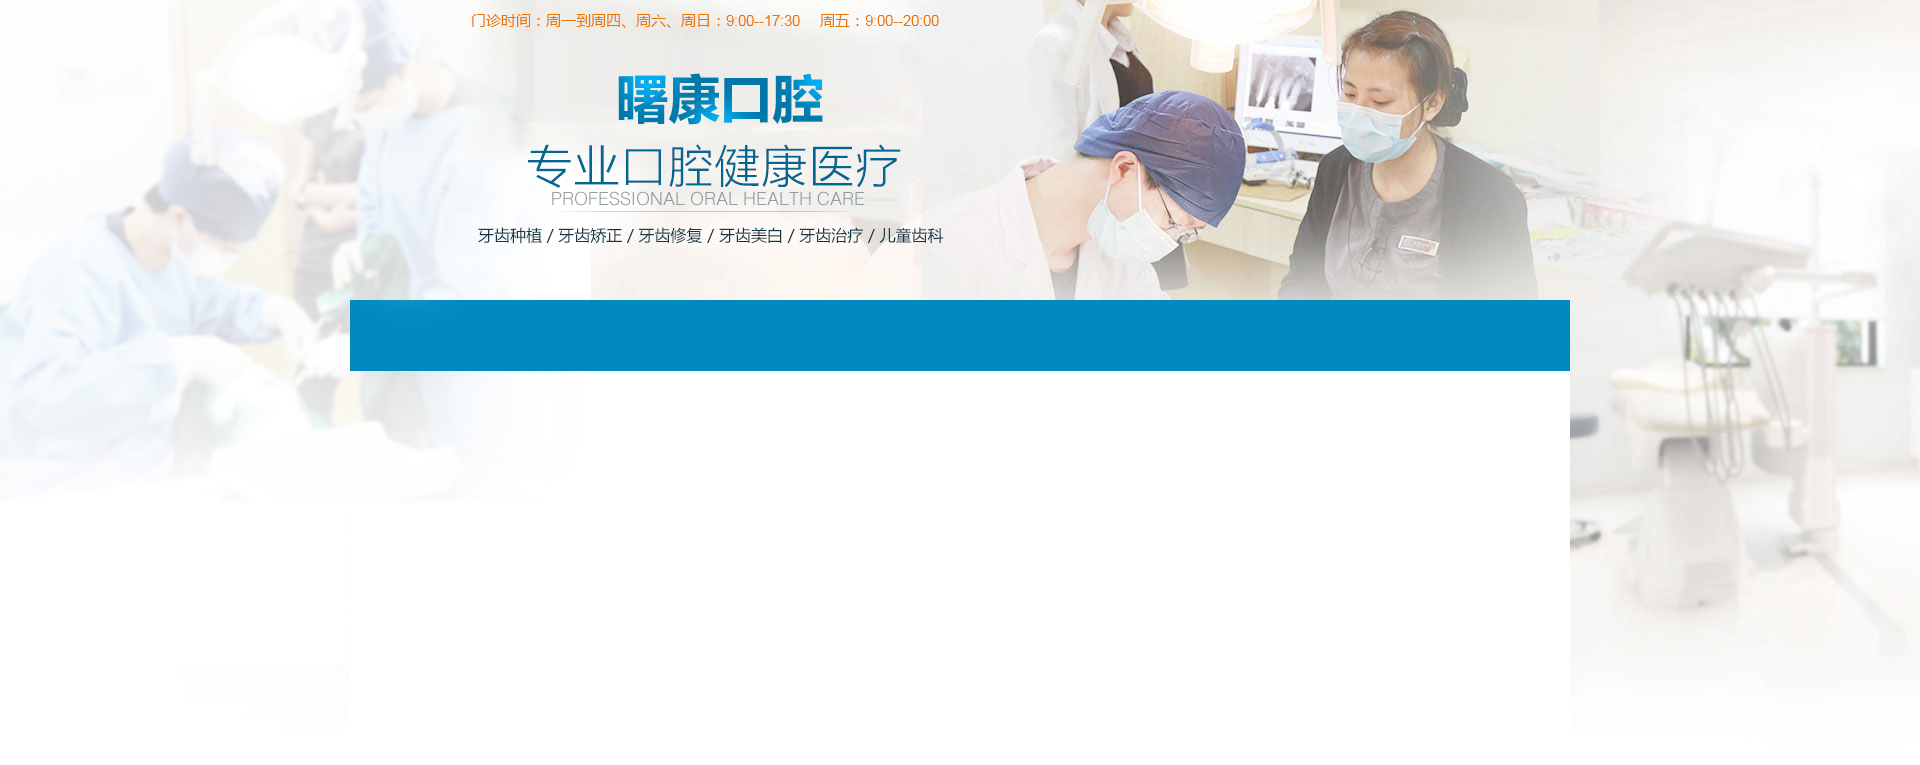 门诊时间：周一到周四、周六、周日：9:00--17:30 周五：9:00--20:00
曙康口腔
专业口腔健康医疗
PROFESSIONAL ORAL HEALTH CARE
牙齿种植 / 牙齿矫正 / 牙齿修复 / 牙齿美白 / 牙齿治疗 / 儿童齿科